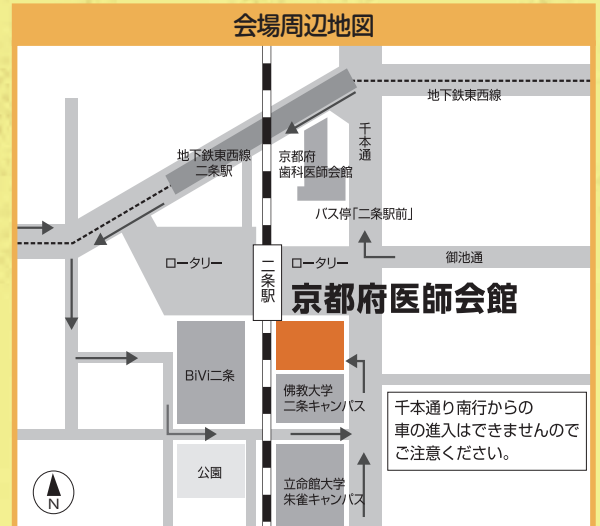 会場周辺地図
地下鉄東西線
千本通
地下鉄東西線
二条駅
京都府
歯科医師会館
バス停「二条駅前」
ロータリー
二条駅
ロータリー
御池通
京都府医師会館
BiVi二条
佛教大学
二条キャンパス
千本通り南行からの
車の進入はできませんので
ご注意ください。
公園
立命館大学
朱雀キャンパス
N